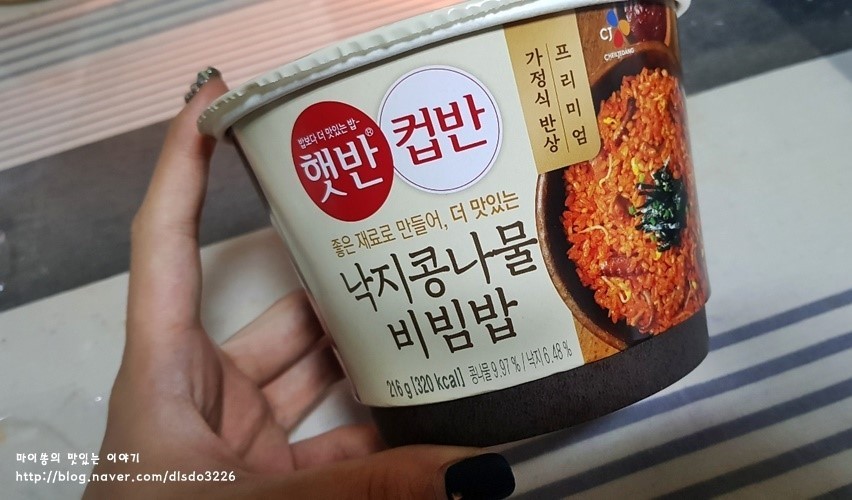 CJ
CHEILJEDANG
프리미엄
가정식 반상
밥보다 더 맛있는 밥~
햇반®
컵반
좋은 재료로 만들어, 더 맛있는
낙지콩나물
비빔밥
216 g [320 kcal] 콩나물 9.97 % / 낙지 6.48 %
마이쏭의 맛있는 이야기
http://blog.naver.com/dlsdo3226